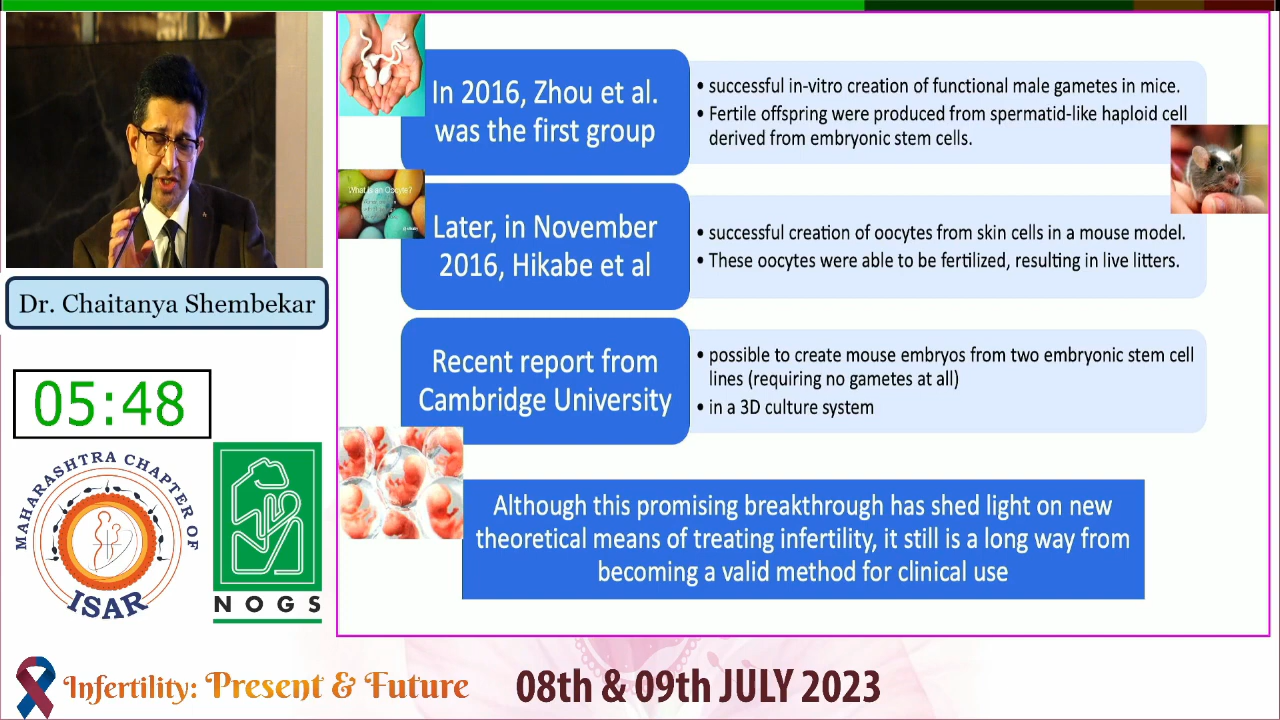 In 2016, Zhou et al.
was the first group
• successful in-vitro creation of functional male gametes in mice.
• Fertile offspring were produced from spermatid-like haploid cell
derived from embryonic stem cells.
What is an Oocyte?
Later, in November
2016, Hikabe et al
• successful creation of oocytes from skin cells in a mouse model.
• These oocytes were able to be fertilized, resulting in live litters.
Dr. Chaitanya Shembekar
Recent report from
Cambridge University
• possible to create mouse embryos from two embryonic stem cell
lines (requiring no gametes at all)
• in a 3D culture system
05:48
MAHARASHTRA CHAPTER OF
ISAR
NOGS
Although this promising breakthrough has shed light on new
theoretical means of treating infertility, it still is a long way from
becoming a valid method for clinical use
Infertility: Present & Future
08th & 09th JULY 2023